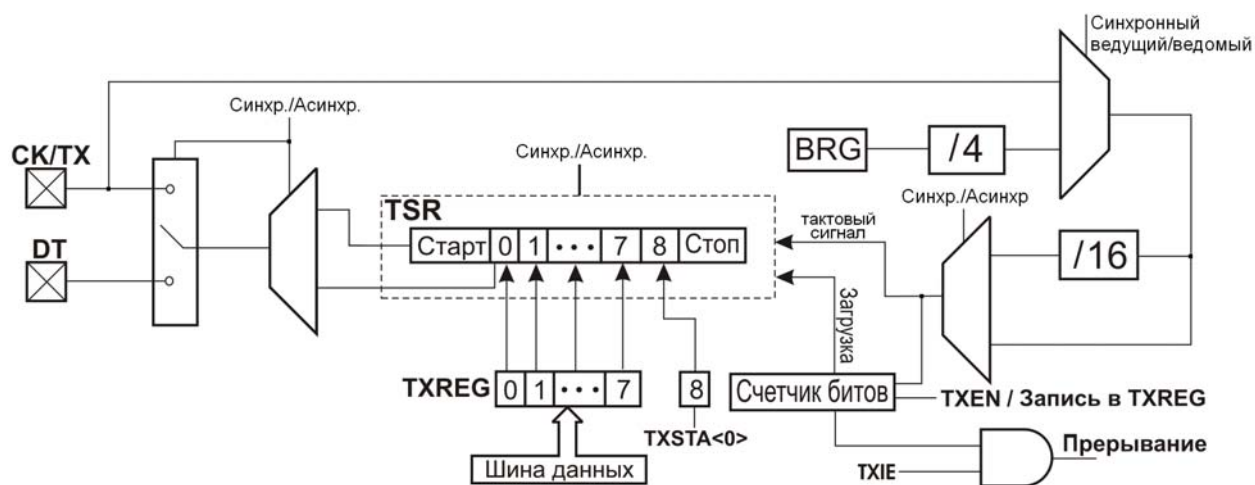 Синхронный
ведущий/ведомый
Синхр./Асинхр.
CK/TX
BRG
/4
Синхр./Асинхр.
TSR
Синхр./Асинхр
тактовый
сигнал
Старт 0 1 • • • 7 8 Стоп
/16
DT
Загрузка
TXREG 0 1 • • • 7
8
Счетчик битов
TXEN / Запись в TXREG
TXSTA<0>
Шина данных
Прерывание
TXIE